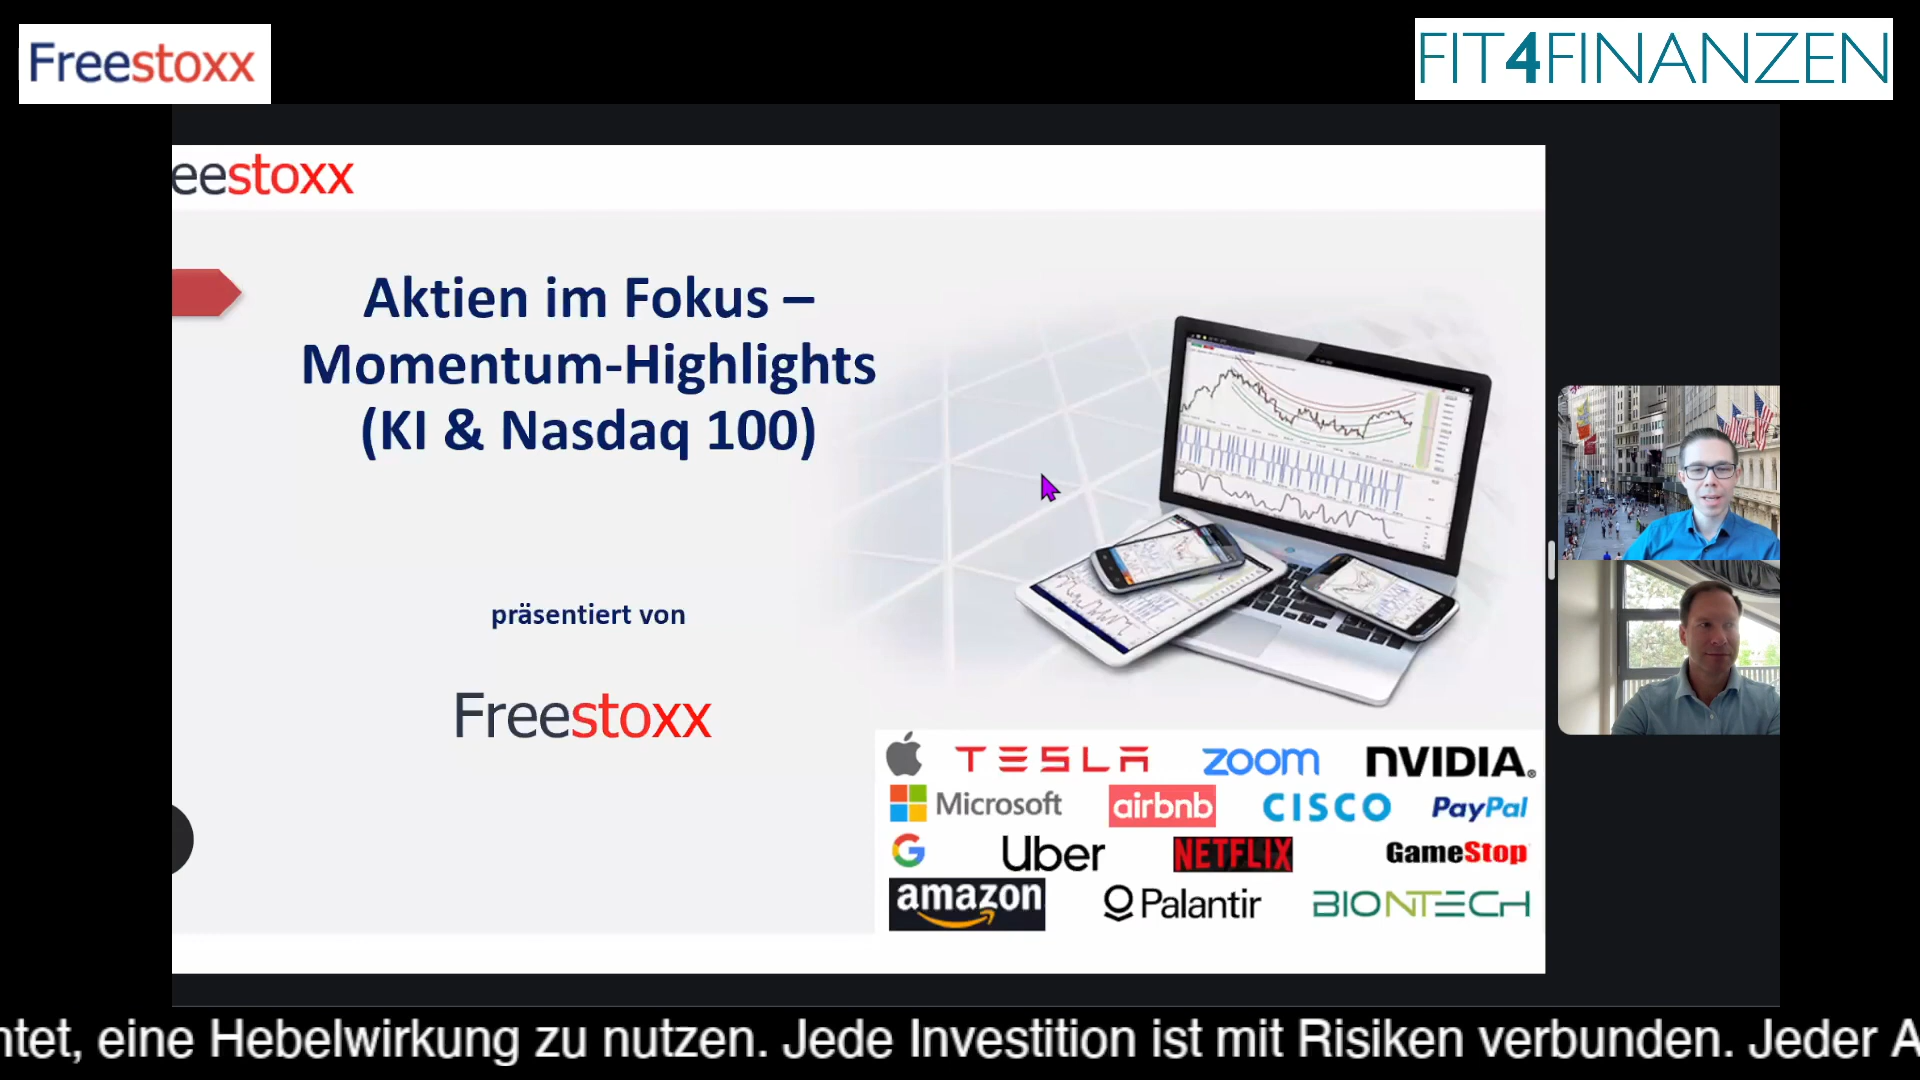 Freestoxx
FIT4FINANZEN
eestoxx
Aktien im Fokus –
Momentum-Highlights
(KI & Nasdaq 100)
präsentiert von
Freestoxx
TESLA zoom NVIDIA.
Microsoft airbnb CISCO PayPal
G Uber NETFLIX GameStop
amazon Palantir BIONTECH
ntet, eine Hebelwirkung zu nutzen. Jede Investition ist mit Risiken verbunden. Jeder A